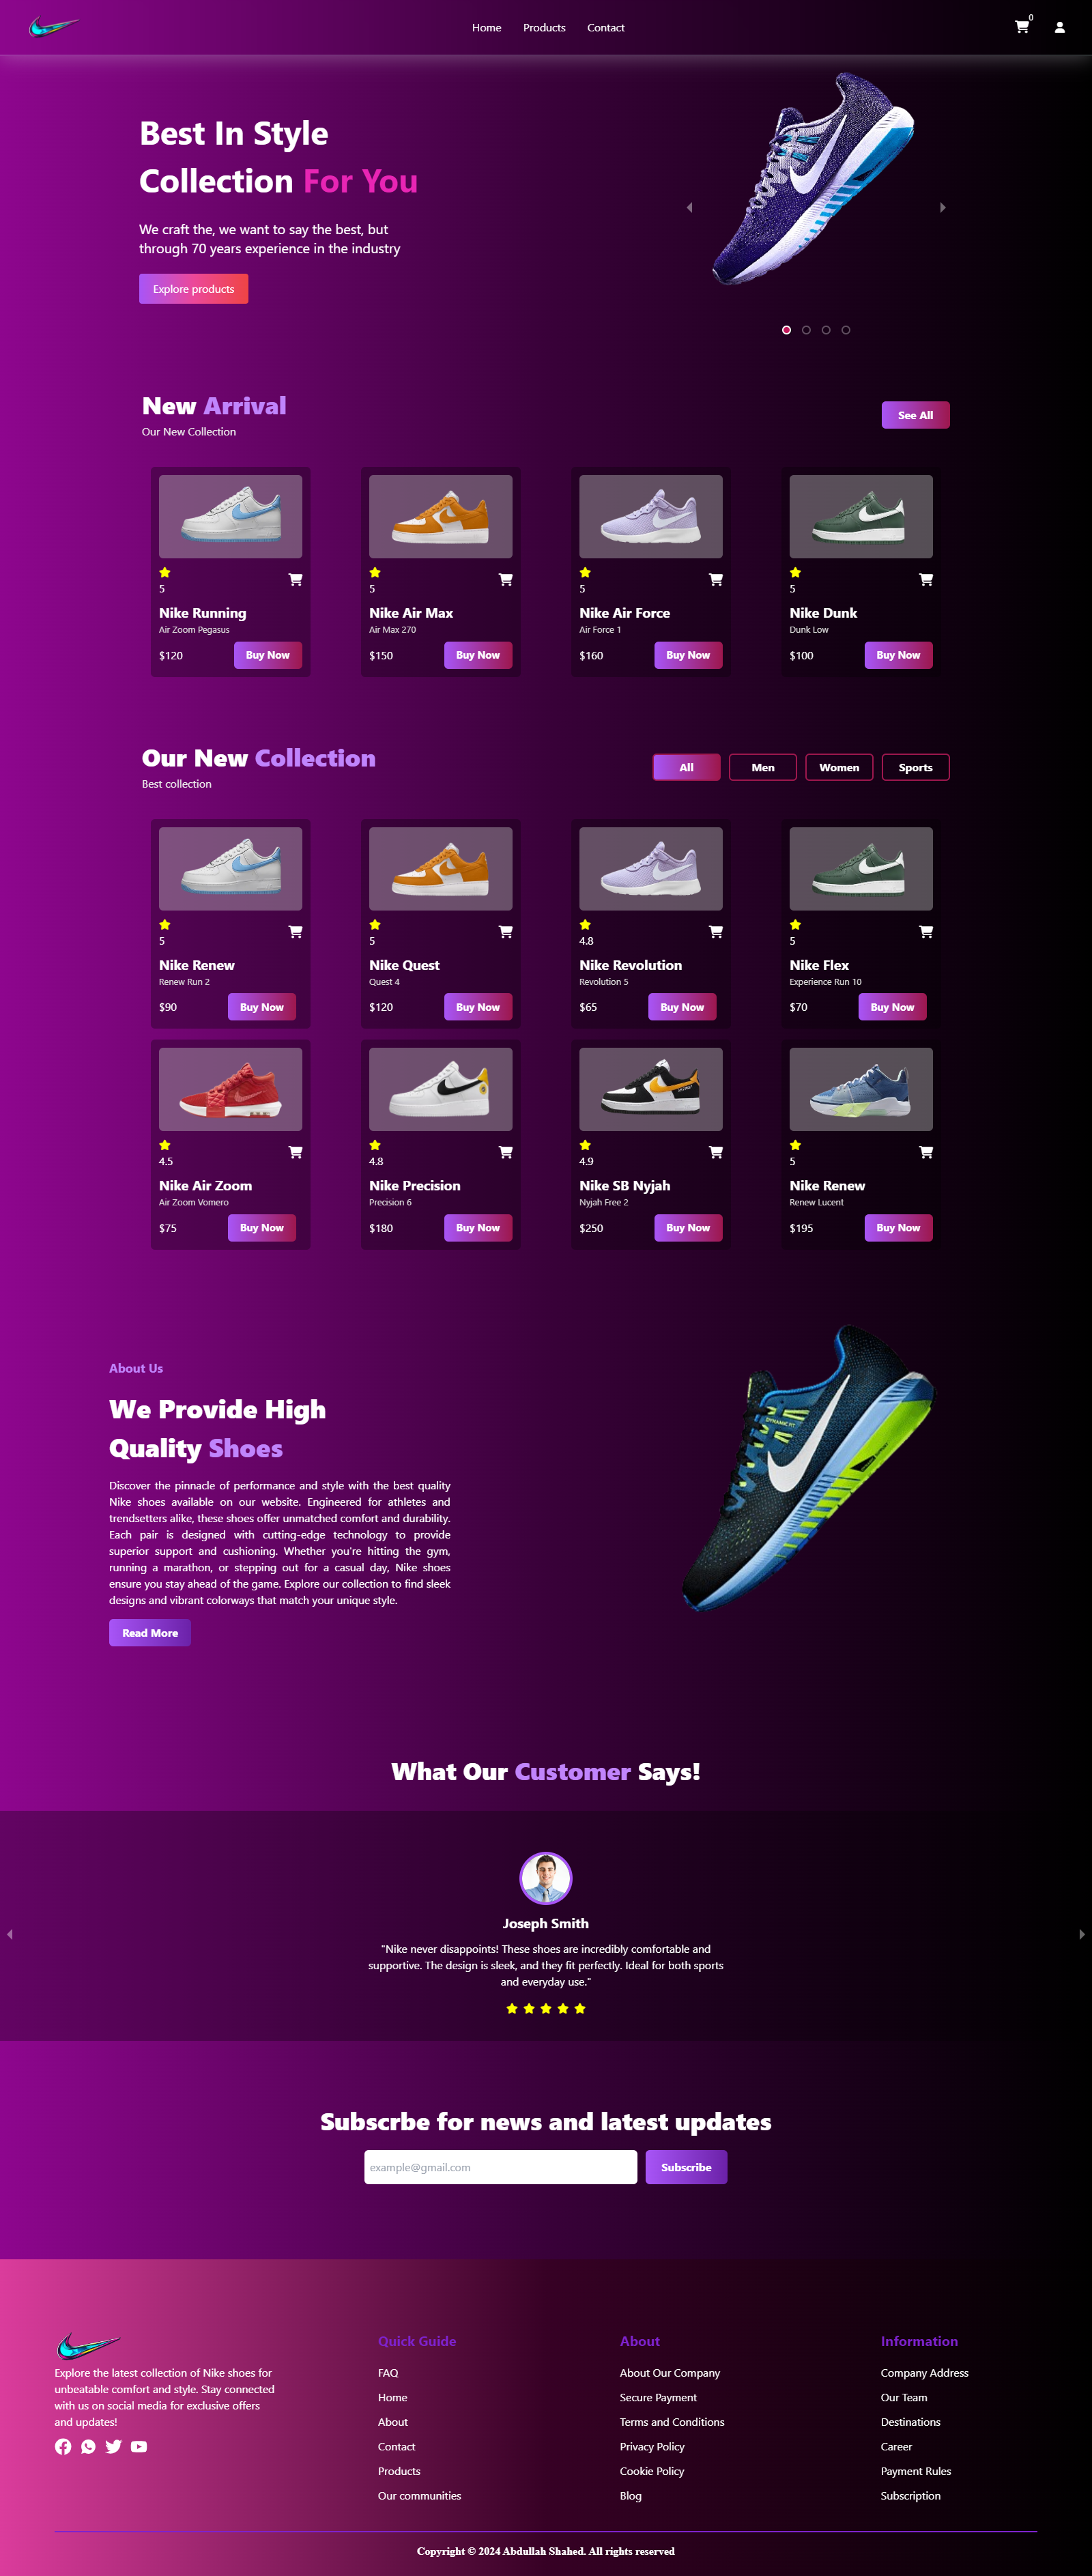 Home Products Contact 0
Best In Style
Collection For You
We craft the, we want to say the best, but
through 70 years experience in the industry
Explore products
New Arrival
Our New Collection
See All
5 5 5 5
Nike Running Nike Air Max Nike Air Force Nike Dunk
Air Zoom Pegasus Air Max 270 Air Force 1 Dunk Low
$120 Buy Now $150 Buy Now $160 Buy Now $100 Buy Now
Our New Collection
Best collection
All Men Women Sports
5 5 4.8 5
Nike Renew Nike Quest Nike Revolution Nike Flex
Renew Run 2 Quest 4 Revolution 5 Experience Run 10
$90 Buy Now $120 Buy Now $65 Buy Now $70 Buy Now
4.5 4.8 4.9 5
Nike Air Zoom Nike Precision Nike SB Nyjah Nike Renew
Air Zoom Vomero Precision 6 Nyjah Free 2 Renew Lucent
$75 Buy Now $180 Buy Now $250 Buy Now $195 Buy Now
About Us
We Provide High
Quality Shoes
Discover the pinnacle of performance and style with the best quality
Nike shoes available on our website. Engineered for athletes and
trendsetters alike, these shoes offer unmatched comfort and durability.
Each pair is designed with cutting-edge technology to provide
superior support and cushioning. Whether you're hitting the gym,
running a marathon, or stepping out for a casual day, Nike shoes
ensure you stay ahead of the game. Explore our collection to find sleek
designs and vibrant colorways that match your unique style.
Read More
DYNAMIC FIT
What Our Customer Says!
Joseph Smith
"Nike never disappoints! These shoes are incredibly comfortable and
supportive. The design is sleek, and they fit perfectly. Ideal for both sports
and everyday use."
Subscrbe for news and latest updates
example@gmail.com Subscribe
Explore the latest collection of Nike shoes for
unbeatable comfort and style. Stay connected
with us on social media for exclusive offers
and updates!
Quick Guide
FAQ
Home
About
Contact
Products
Our communities
About
About Our Company
Secure Payment
Terms and Conditions
Privacy Policy
Cookie Policy
Blog
Information
Company Address
Our Team
Destinations
Career
Payment Rules
Subscription
Copyright © 2024 Abdullah Shahed. All rights reserved